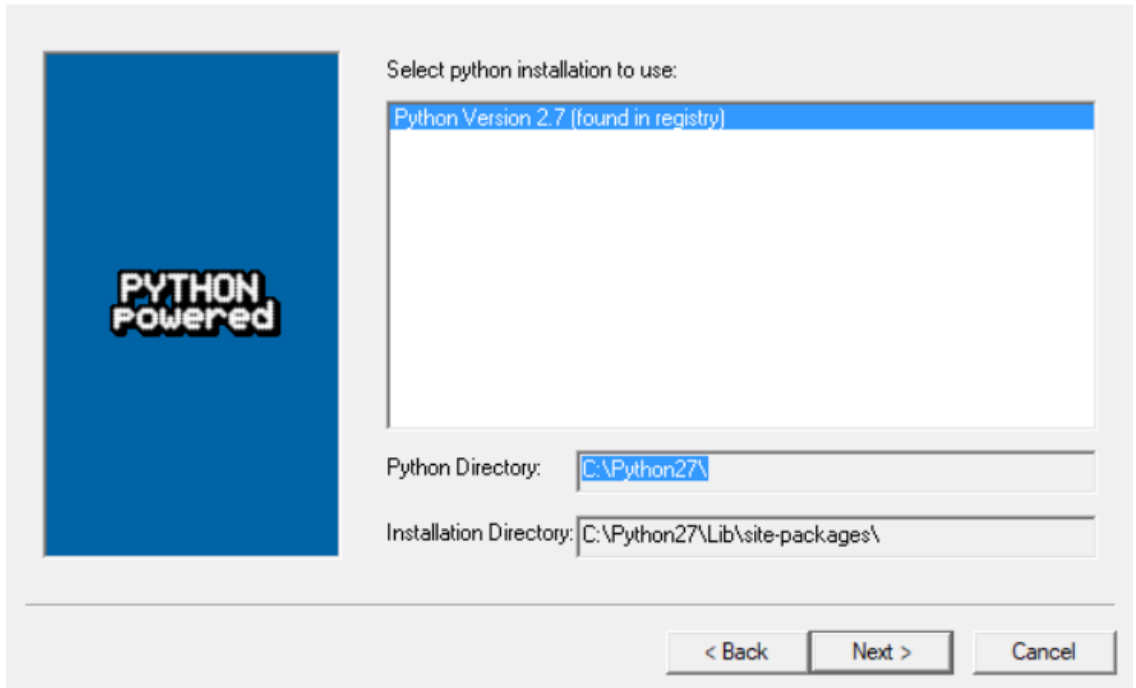 Select python installation to use:
Python Version 2.7 (found in registry)
PYTHON
powered
Python Directory: C:\Python27\
Installation Directory: C:\Python27\Lib\site-packages\
< Back Next > Cancel